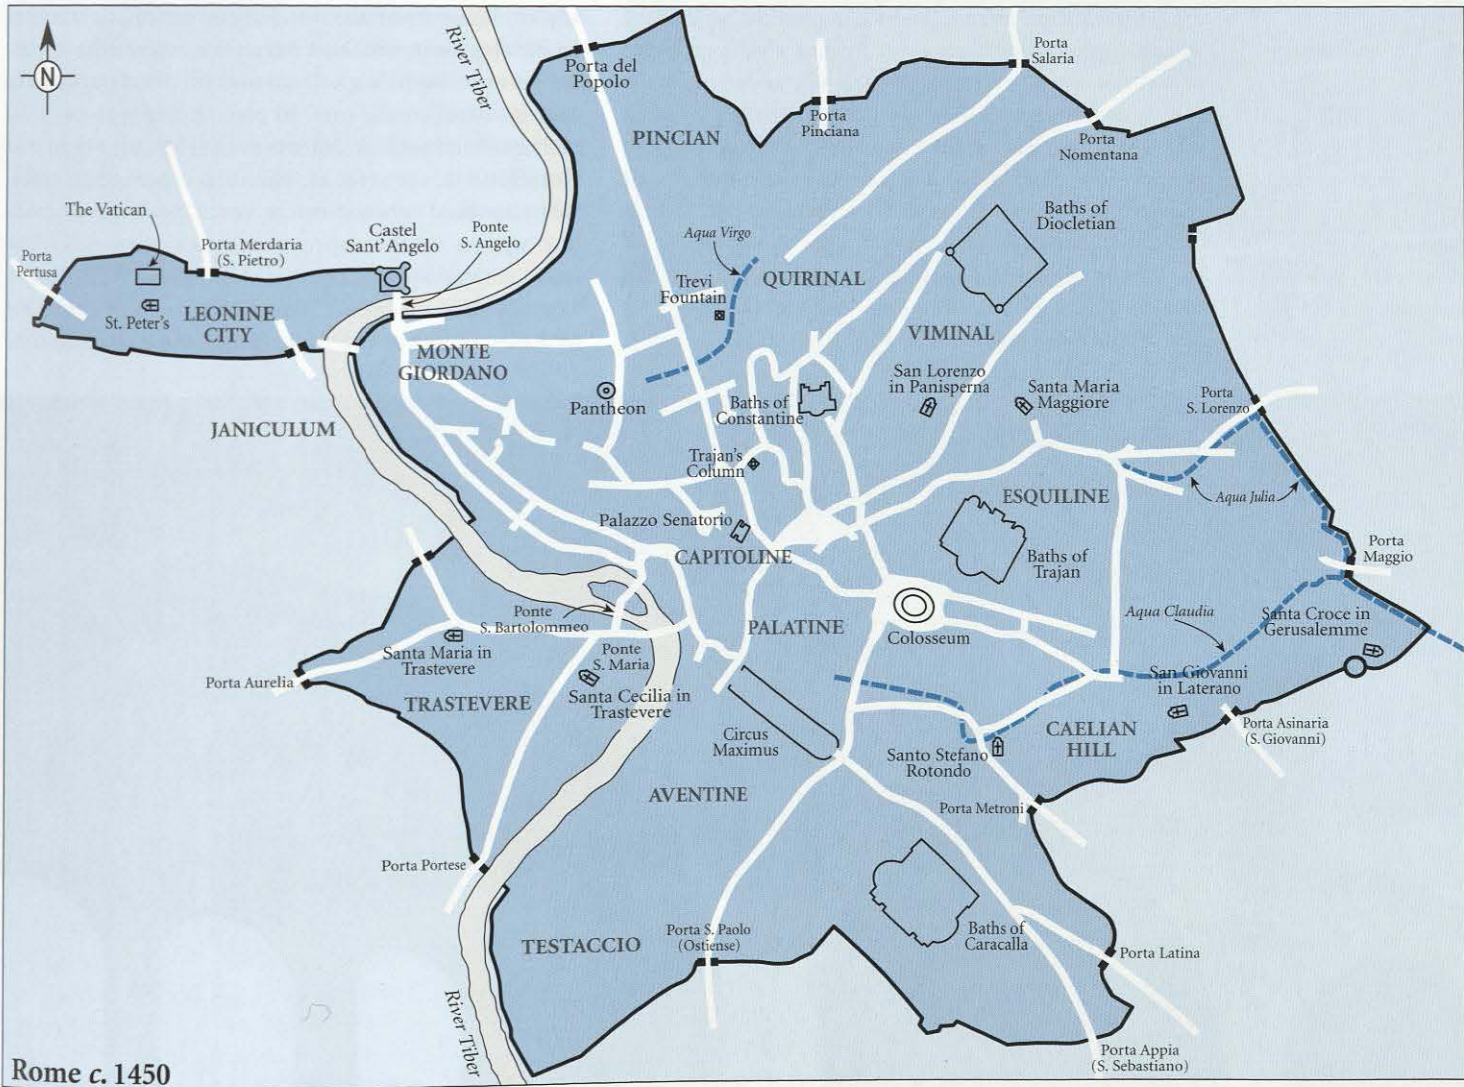 N
River Tiber
Porta del
Popolo
Porta
Salaria
Porta
Pinciana
Porta
Nomentana
PINCIAN
The Vatican
Porta Merdaria
(S. Pietro)
Castel
Sant'Angelo
Ponte
S. Angelo
Aqua Virgo
Baths of
Diocletian
Porta
Pertusa
St. Peter's
LEONINE
CITY
Trevi
Fountain
QUIRINAL
VIMINAL
MONTE
GIORDANO
Pantheon
Baths of
Constantine
San Lorenzo
in Panisperna
Santa Maria
Maggiore
Porta
S. Lorenzo
JANICULUM
Trajan's
Column
ESQUILINE
Aqua Julia
Palazzo Senatorio
CAPITOLINE
Baths of
Trajan
Porta
Maggio
Ponte
S. Bartolommeo
PALATINE
Colosseum
Aqua Claudia
Santa Croce in
Gerusalemme
Santa Maria in
Trastevere
Ponte
S. Maria
Porta Aurelia
TRASTEVERE
Santa Cecilia in
Trastevere
San Giovanni
in Laterano
Circus
Maximus
Santo Stefano
Rotondo
CAELIAN
HILL
Porta Asinaria
(S. Giovanni)
AVENTINE
Porta Metroni
Porta Portese
TESTACCIO
Porta S. Paolo
(Ostiense)
Baths of
Caracalla
Porta Latina
River Tiber
Porta Appia
(S. Sebastiano)
Rome c. 1450